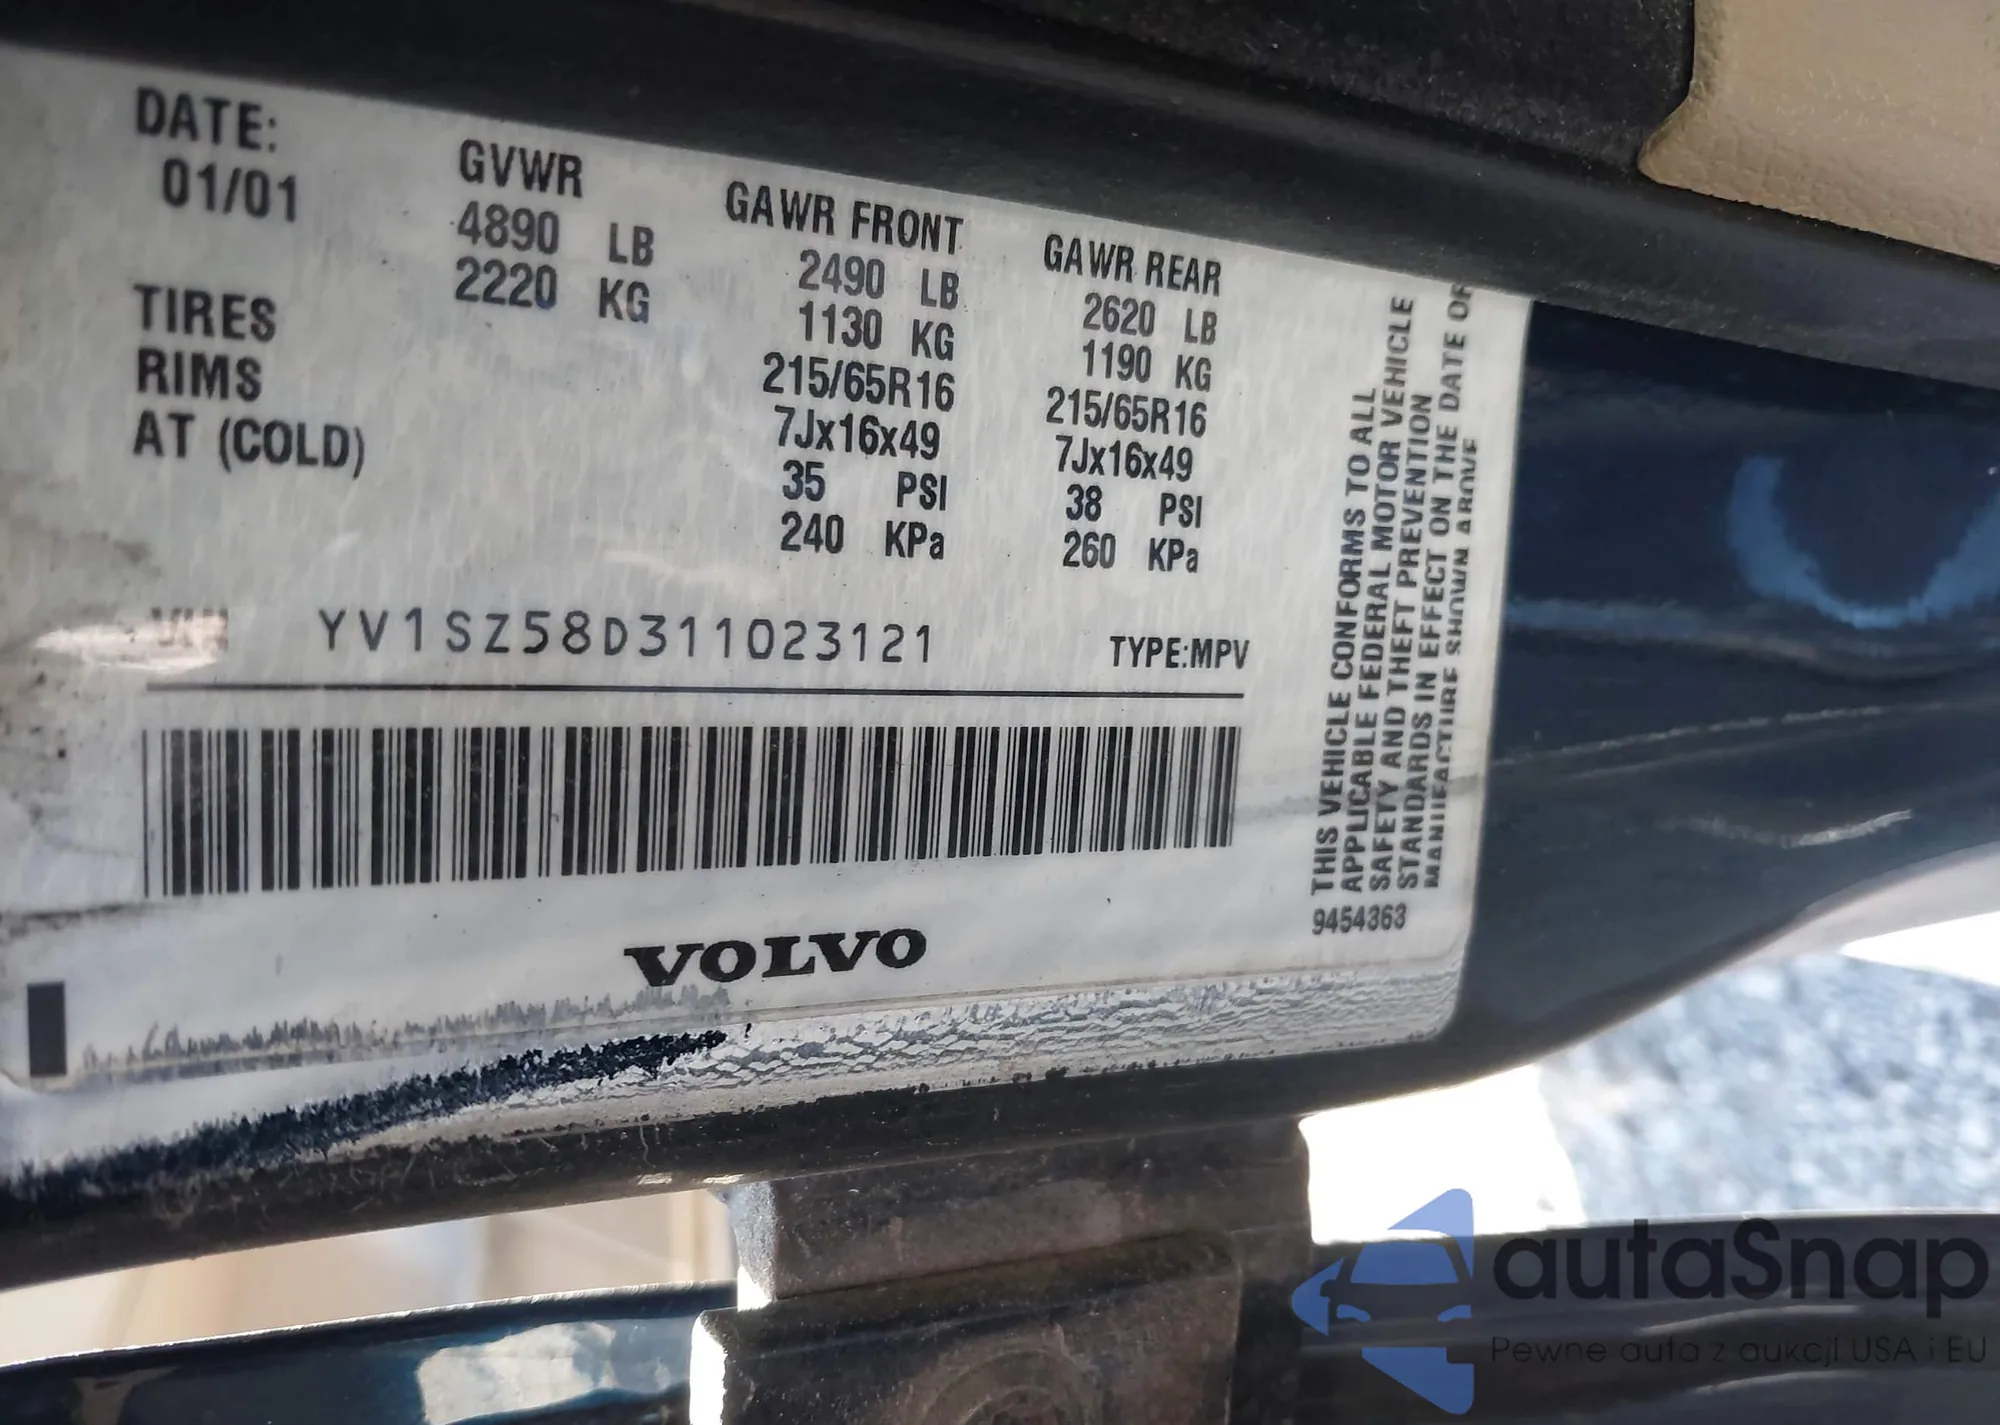 DATE:
01/01
GVWR
4890 LB
2220 KG
GAWR FRONT
2490 LB
1130 KG
215/65R16
7Jx16x49
35 PSI
240 KPa
GAWR REAR
2620 LB
1190 KG
215/65R16
7Jx16x49
38 PSI
260 KPa
TIRES
RIMS
AT (COLD)
YV1SZ58D311023121
TYPE:MPV
VOLVO
THIS VEHICLE CONFORMS TO ALL
APPLICABLE FEDERAL MOTOR VEHICLE
SAFETY AND THEFT PREVENTION
STANDARDS IN EFFECT ON THE DATE OF
MANUFACTURE SHOWN ABOVE
9454363
autaSnap
Pewne auta z aukcji USA i EU